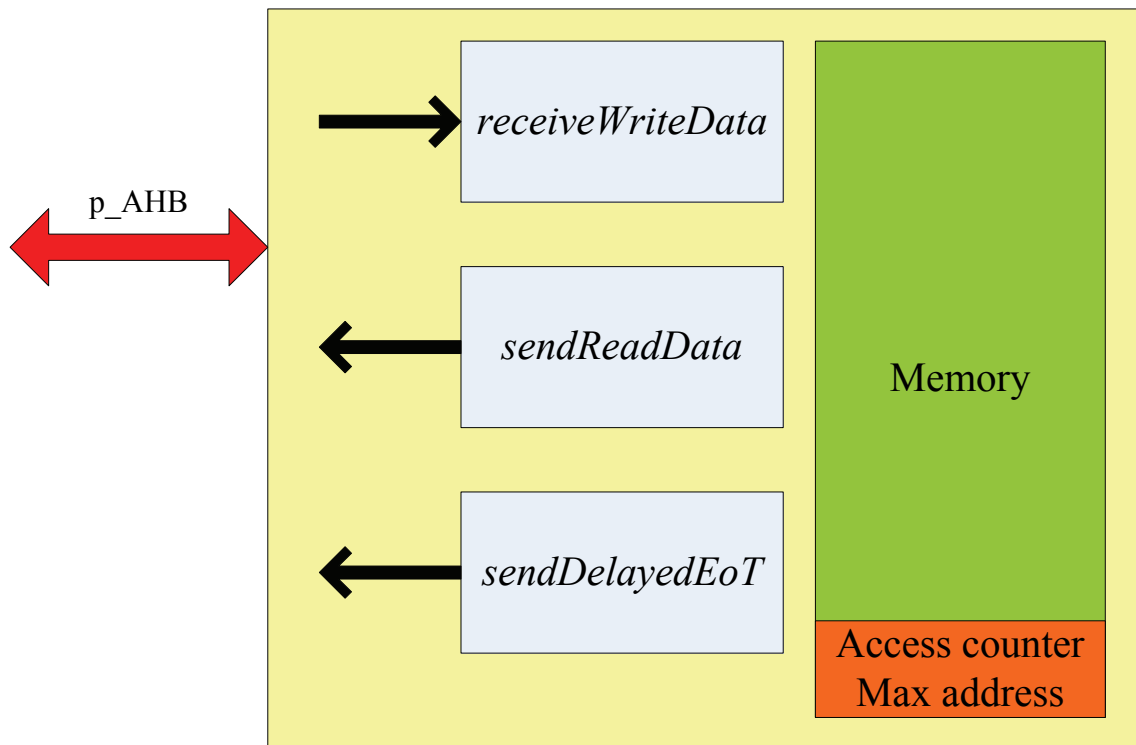 receiveWriteData
p_AHB
sendReadData
Memory
sendDelayedEoT
Access counter
Max address